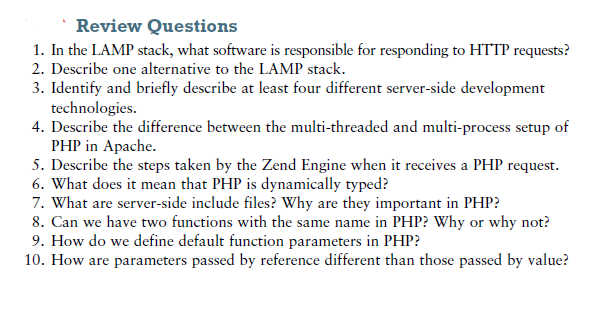 Review Questions
1. In the LAMP stack, what software is responsible for responding to HTTP requests?
2. Describe one alternative to the LAMP stack.
3. Identify and briefly describe at least four different server-side development
technologies.
4. Describe the difference between the multi-threaded and multi-process setup of
PHP in Apache.
5. Describe the steps taken by the Zend Engine when it receives a PHP request.
6. What does it mean that PHP is dynamically typed?
7. What are server-side include files? Why are they important in PHP?
8. Can we have two functions with the same name in PHP? Why or why not?
9. How do we define default function parameters in PHP?
10. How are parameters passed by reference different than those passed by value?